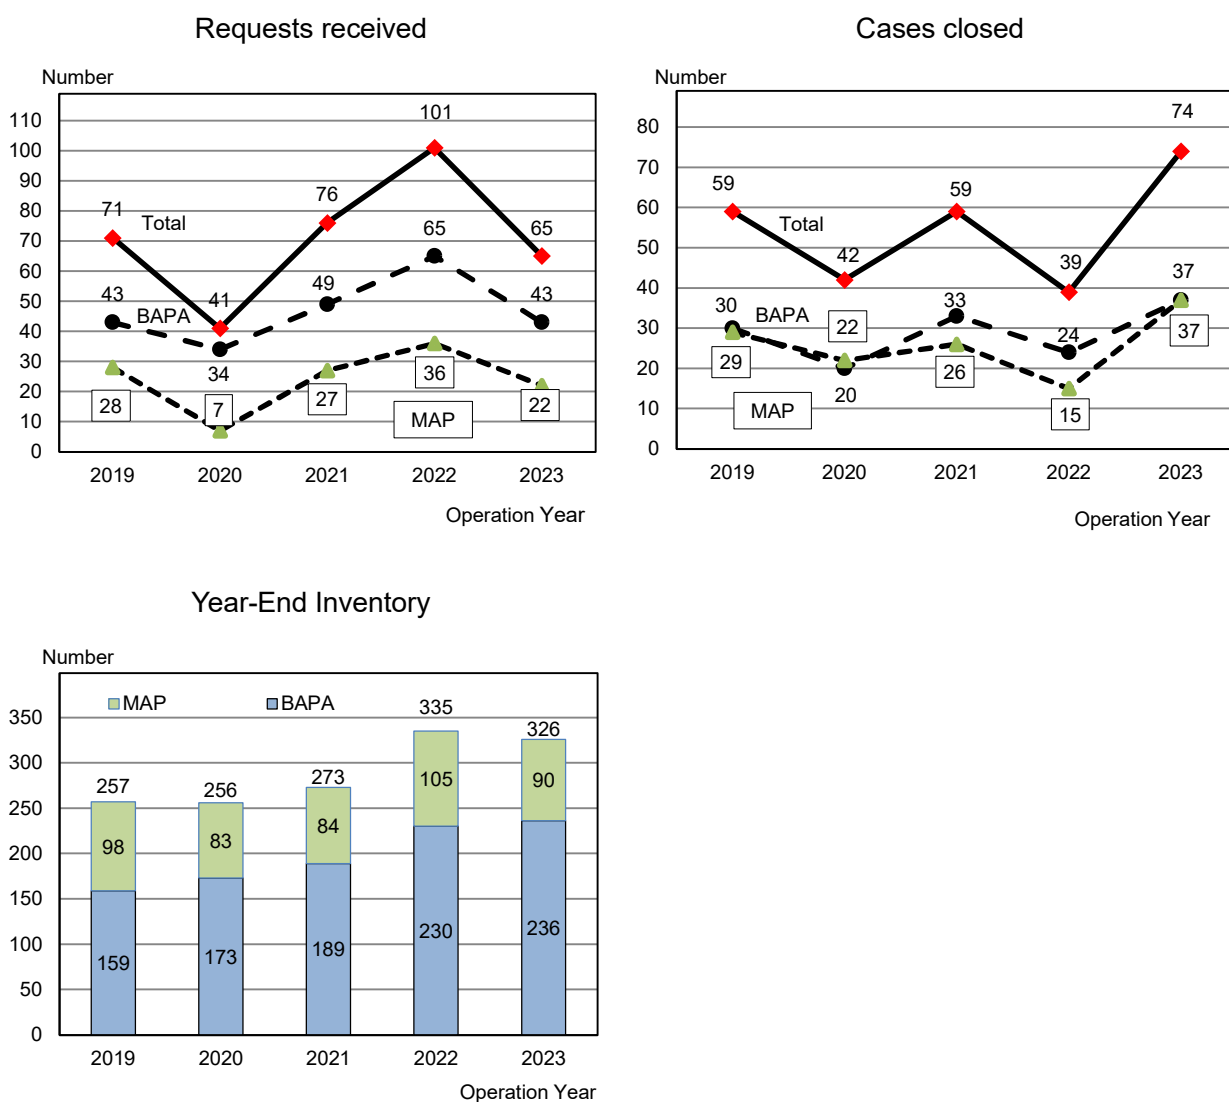 Requests received
Number
110
100
90
80
70
60
50
40
30
20
10
0
101
76
71
Total
65
65
49
43
BAPA
41
43
34
28
7
27
36
MAP
22
2019 2020 2021 2022 2023
Operation Year
Cases closed
Number
80
70
60
50
40
30
20
10
0
74
59
59
Total
42
39
37
30
BAPA
22
33
24
37
29
20
26
15
MAP
2019 2020 2021 2022 2023
Operation Year
Year-End Inventory
Number
350
300
250
200
150
100
50
0
MAP BAPA
257 256 273 335 326
98 83 84 105 90
159 173 189 230 236
2019 2020 2021 2022 2023
Operation Year